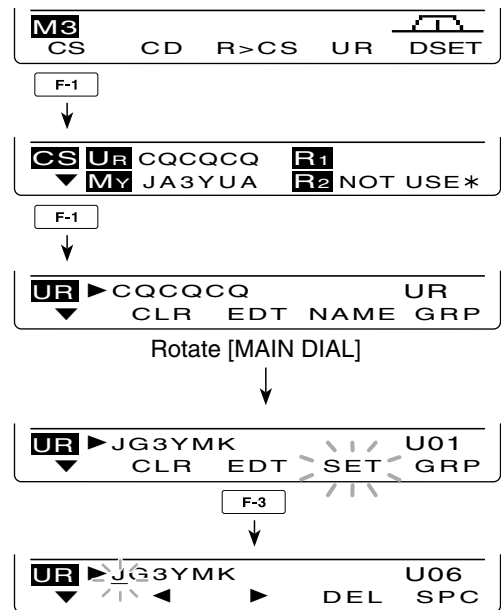 M3
CS CD R>CS UR DSET
F-1
CS UR CQCQCQ R1
▼ MY JA3YUA R2 NOT USE*
F-1
UR ►CQCQCQ UR
▼ CLR EDT NAME GRP
Rotate [MAIN DIAL]
UR ►JG3YMK U01
▼ CLR EDT SET GRP
F-3
UR ►JG3YMK U06
▼ ◄ ► DEL SPC